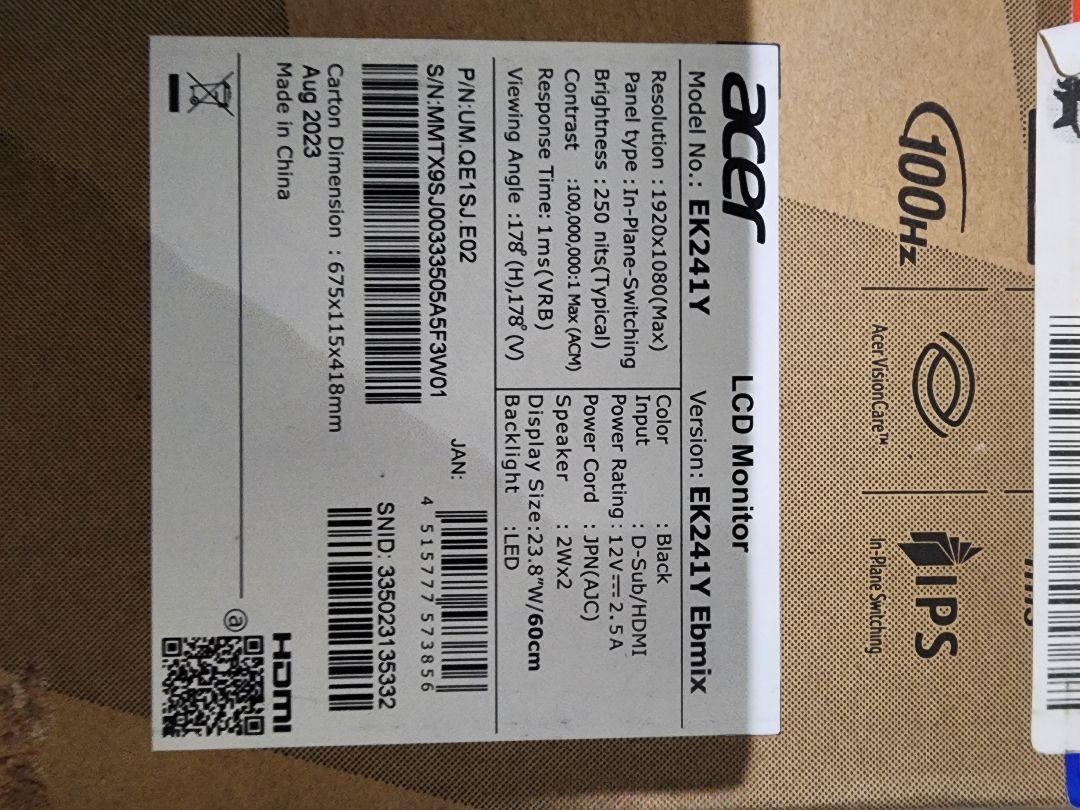 100Hz
Acer VisionCare™
IPS
In-Plane Switching
acer LCD Monitor
Model No.: EK241Y Version: EK241Y Ebmix
Resolution : 1920x1080(Max)
Panel type : In-Plane-Switching
Brightness : 250 nits(Typical)
Contrast :100,000,000:1 Max (ACM)
Response Time: 1ms(VRB)
Viewing Angle :178°(H),178°(V)
Color : Black
Input : D-Sub/HDMI
Power Rating : 12V⎓2.5A
Power Cord : JPN(AJC)
Speaker : 2Wx2
Display Size:23.8"W/60cm
Backlight :LED
P/N:UM.QE1SJ.E02
S/N:MMTX9SJ00333505A5F3W01
JAN:
4 515777 573856
SNID: 335023135332
Carton Dimension : 675x115x418mm
Aug 2023
Made in China
HDMI
a